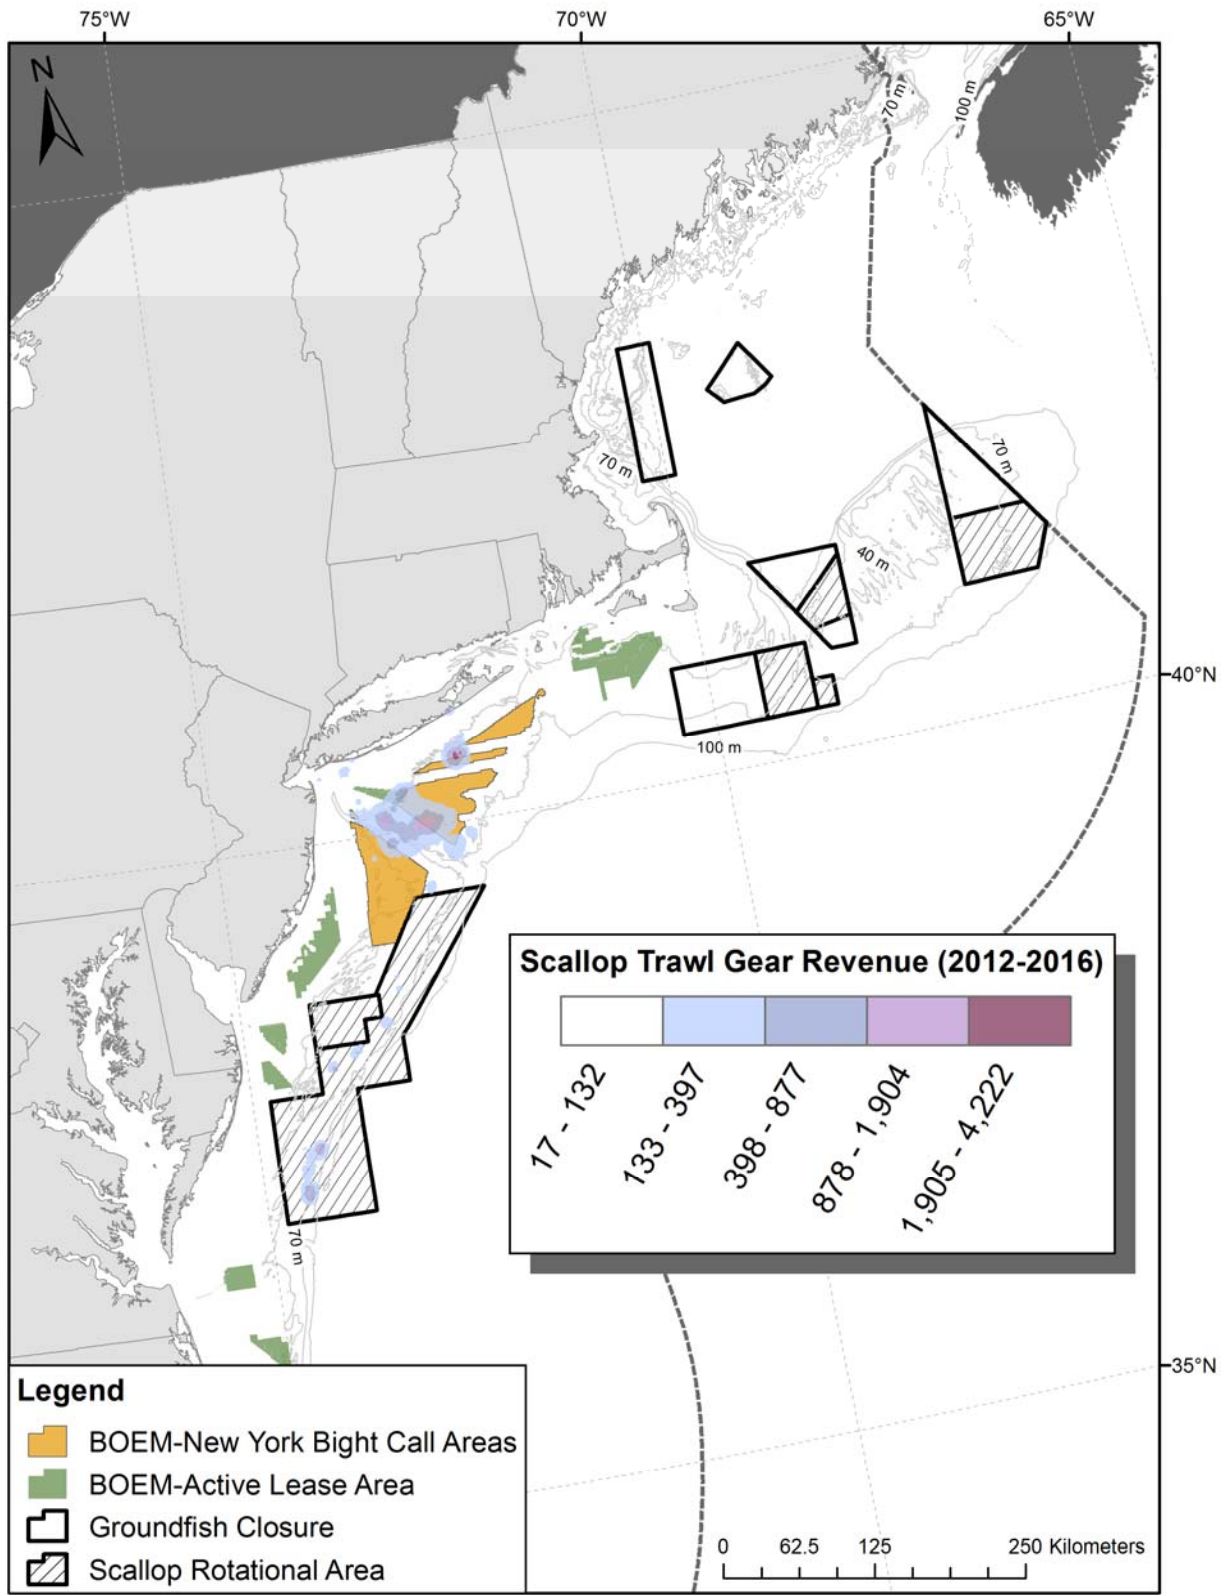 75°W
70°W
65°W
N
70 m
100 m
70 m
70 m
40 m
40°N
100 m
Scallop Trawl Gear Revenue (2012-2016)
17 - 132
133 - 397
398 - 877
878 - 1,904
1,905 - 4,222
70 m
35°N
Legend
BOEM-New York Bight Call Areas
BOEM-Active Lease Area
Groundfish Closure
Scallop Rotational Area
0 62.5 125 250 Kilometers